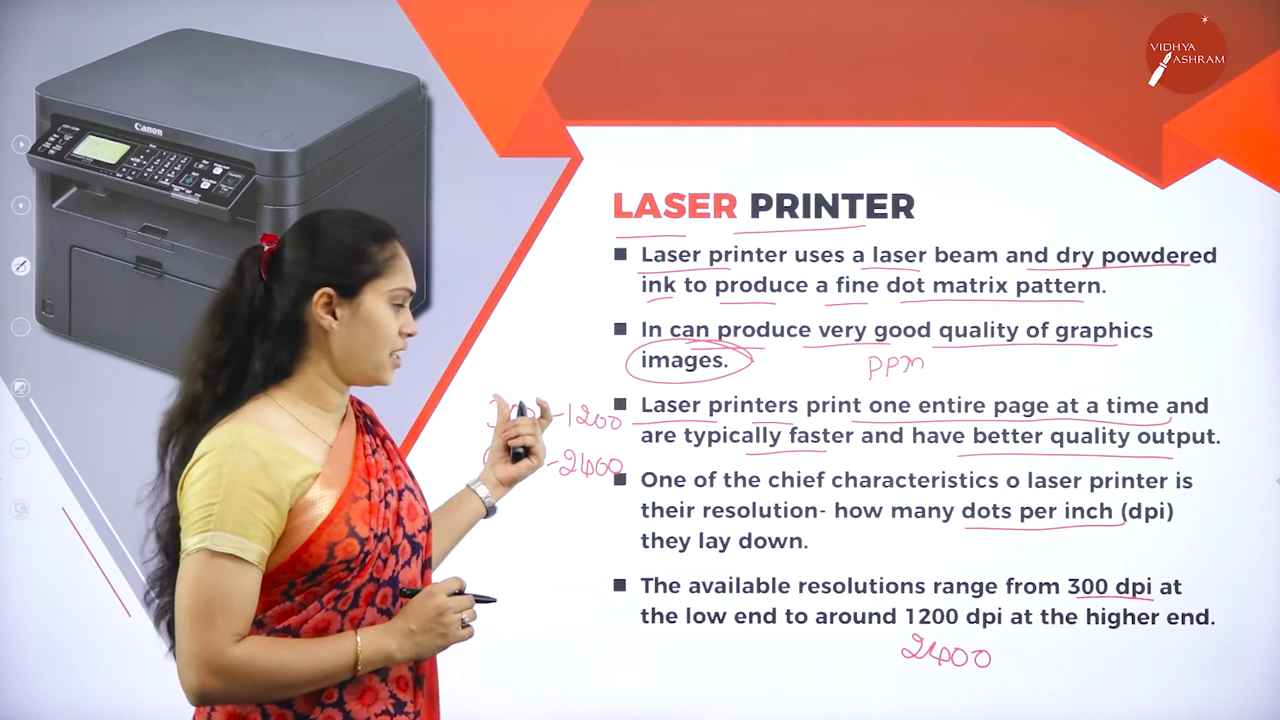 VIDHYA
ASHRAM
Canon
LASER PRINTER
■ Laser printer uses a laser beam and dry powdered
ink to produce a fine dot matrix pattern.
■ In can produce very good quality of graphics
images.
PPM
■ Laser printers print one entire page at a time and
are typically faster and have better quality output.
-1200
-2400
■ One of the chief characteristics o laser printer is
their resolution- how many dots per inch (dpi)
they lay down.
■ The available resolutions range from 300 dpi at
the low end to around 1200 dpi at the higher end.
2400